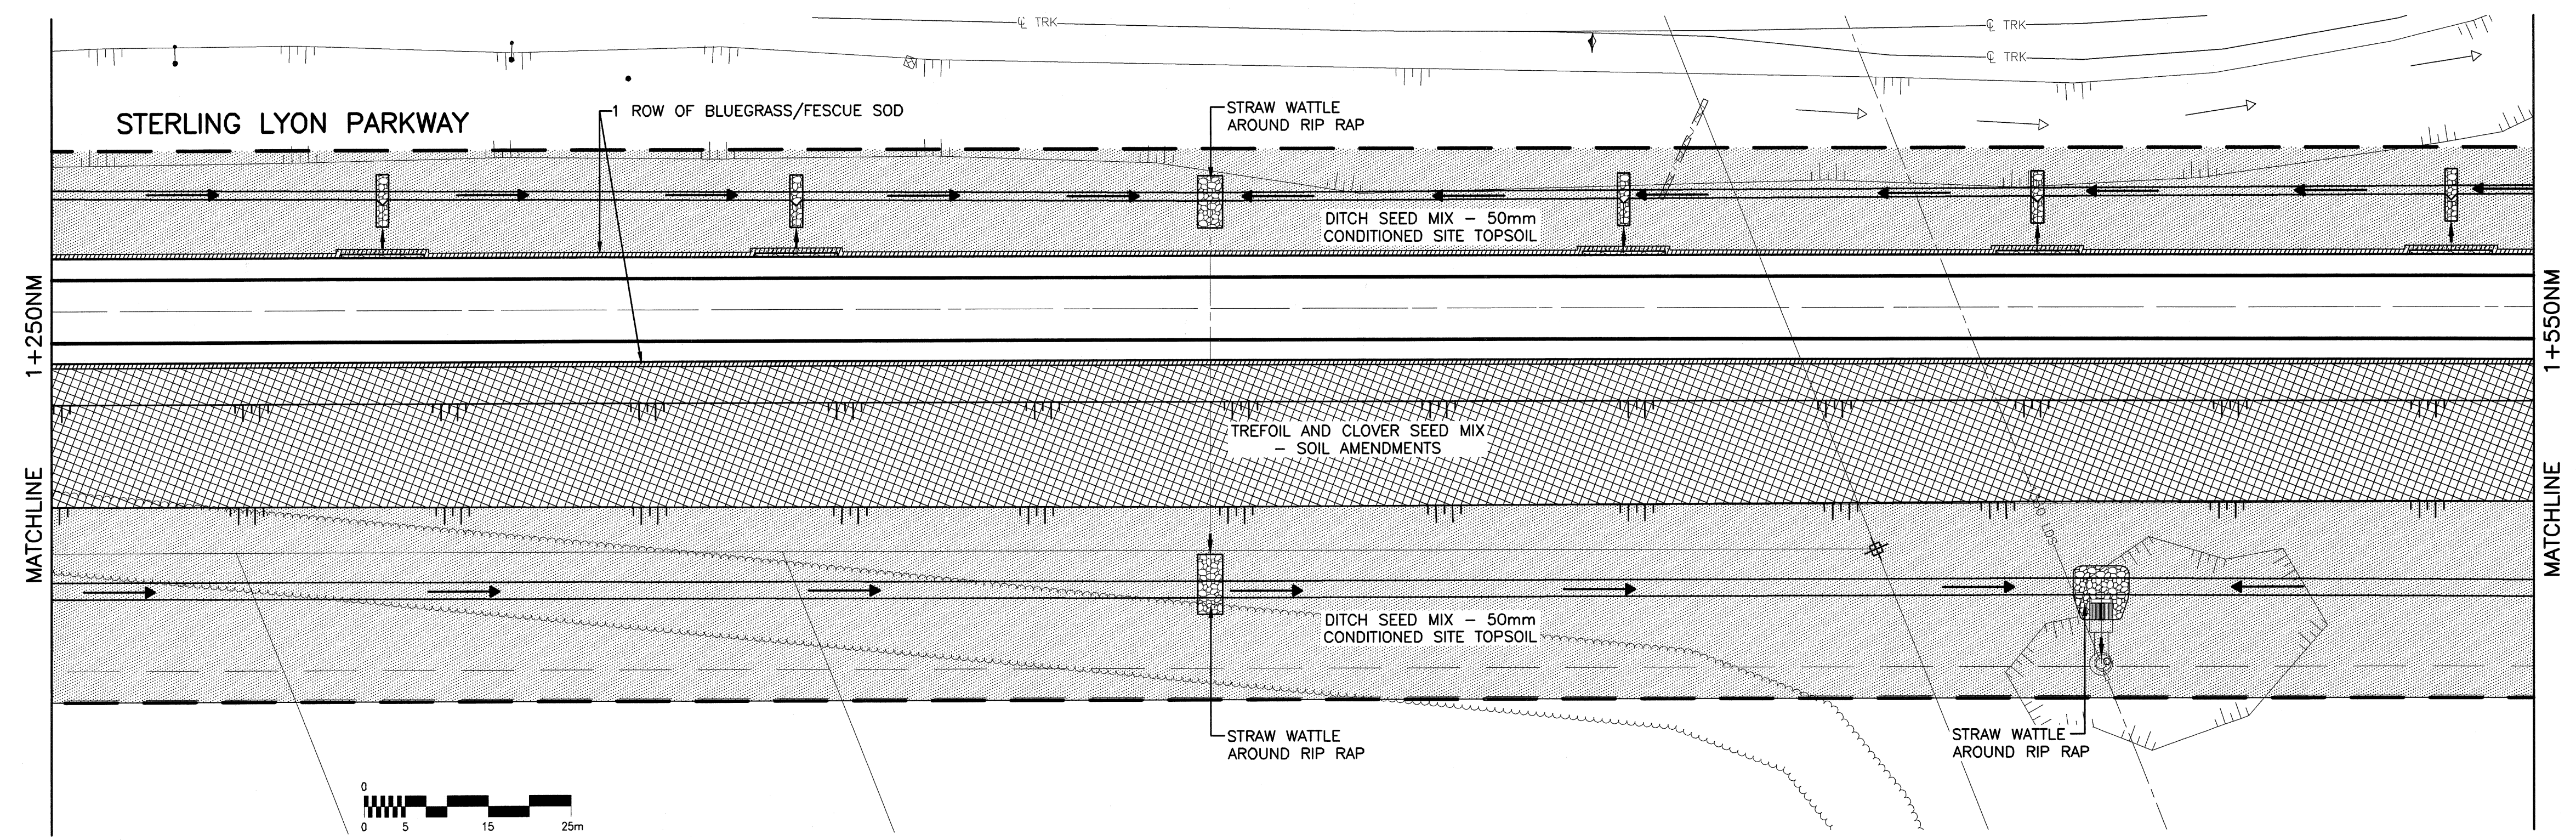 ℄ TRK
℄ TRK
℄ TRK
STERLING LYON PARKWAY
1 ROW OF BLUEGRASS/FESCUE SOD
STRAW WATTLE
AROUND RIP RAP
DITCH SEED MIX – 50mm
CONDITIONED SITE TOPSOIL
MATCHLINE 1+250NM
MATCHLINE 1+550NM
TREFOIL AND CLOVER SEED MIX
– SOIL AMENDMENTS
LDS
DITCH SEED MIX – 50mm
CONDITIONED SITE TOPSOIL
STRAW WATTLE
AROUND RIP RAP
STRAW WATTLE
AROUND RIP RAP
0
0 5 15 25m